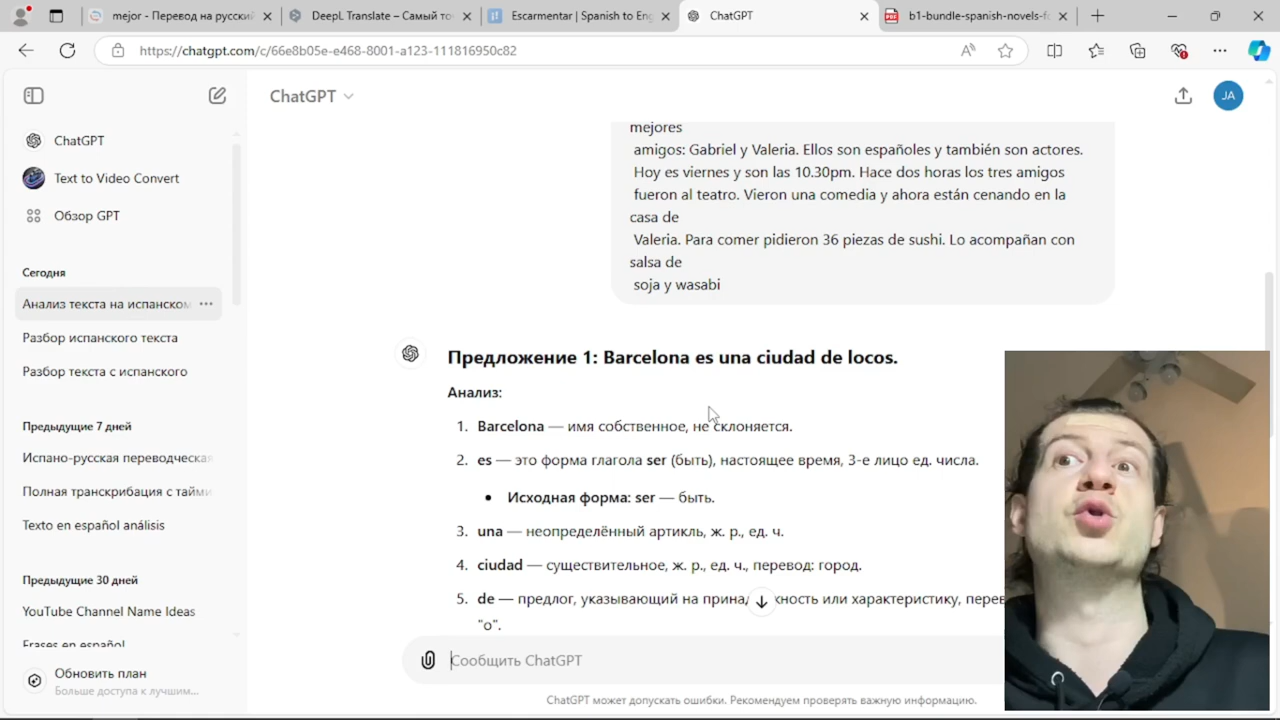 mejor - Перевод на русски
DeepL Translate – Самый то
Escarmentar | Spanish to Eng
ChatGPT
b1-bundle-spanish-novels-f
https://chatgpt.com/c/66e8b05e-e468-8001-a123-111816950c82
ChatGPT
JA
ChatGPT
Text to Video Convert
Обзор GPT
Сегодня
Анализ текста на испанском
Разбор испанского текста
Разбор текста с испанского
Предыдущие 7 дней
Испано-русская переводческая
Полная транскрибация с тайми
Texto en español análisis
Предыдущие 30 дней
YouTube Channel Name Ideas
Frases en español
Обновить план
Больше доступа к лучшим...
mejores
amigos: Gabriel y Valeria. Ellos son españoles y también son actores.
Hoy es viernes y son las 10.30pm. Hace dos horas los tres amigos
fueron al teatro. Vieron una comedia y ahora están cenando en la
casa de
Valeria. Para comer pidieron 36 piezas de sushi. Lo acompañan con
salsa de
soja y wasabi
Предложение 1: Barcelona es una ciudad de locos.
Анализ:
1. Barcelona — имя собственное, не склоняется.
2. es — это форма глагола ser (быть), настоящее время, 3-е лицо ед. числа.
• Исходная форма: ser — быть.
3. una — неопределённый артикль, ж. р., ед. ч.
4. ciudad — существительное, ж. р., ед. ч., перевод: город.
5. de — предлог, указывающий на или характеристику, перев
"о".
Сообщить ChatGPT
ChatGPT может допускать ошибки. Рекомендуем проверять важную информацию.